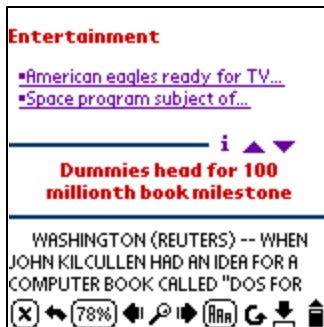 Entertainment
▪American eagles ready for TV...
▪Space program subject of...
i
Dummies head for 100
millionth book milestone
WASHINGTON (REUTERS) -- WHEN
JOHN KILCULLEN HAD AN IDEA FOR A
COMPUTER BOOK CALLED "DOS FOR
X 78% AAA